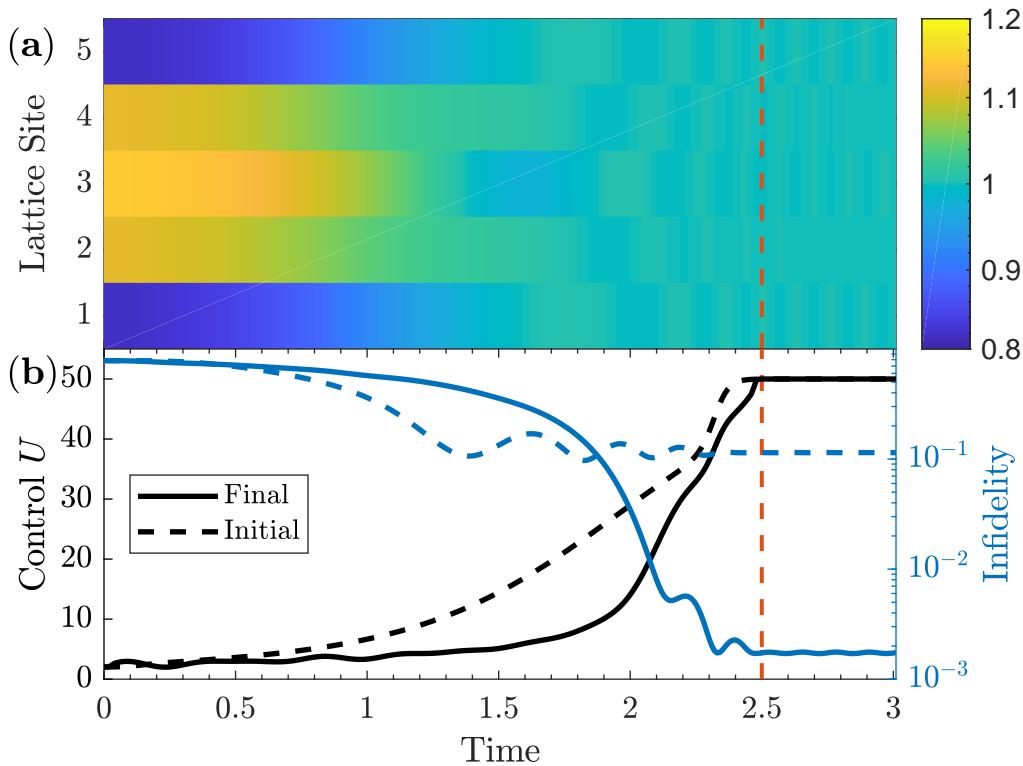 (a)
Lattice Site
5
4
3
2
1
1.2
1.1
1
0.9
0.8
(b)
Control U
50
40
30
20
10
0
Final
Initial
10⁻¹
10⁻²
10⁻³
Infidelity
0 0.5 1 1.5 2 2.5 3
Time